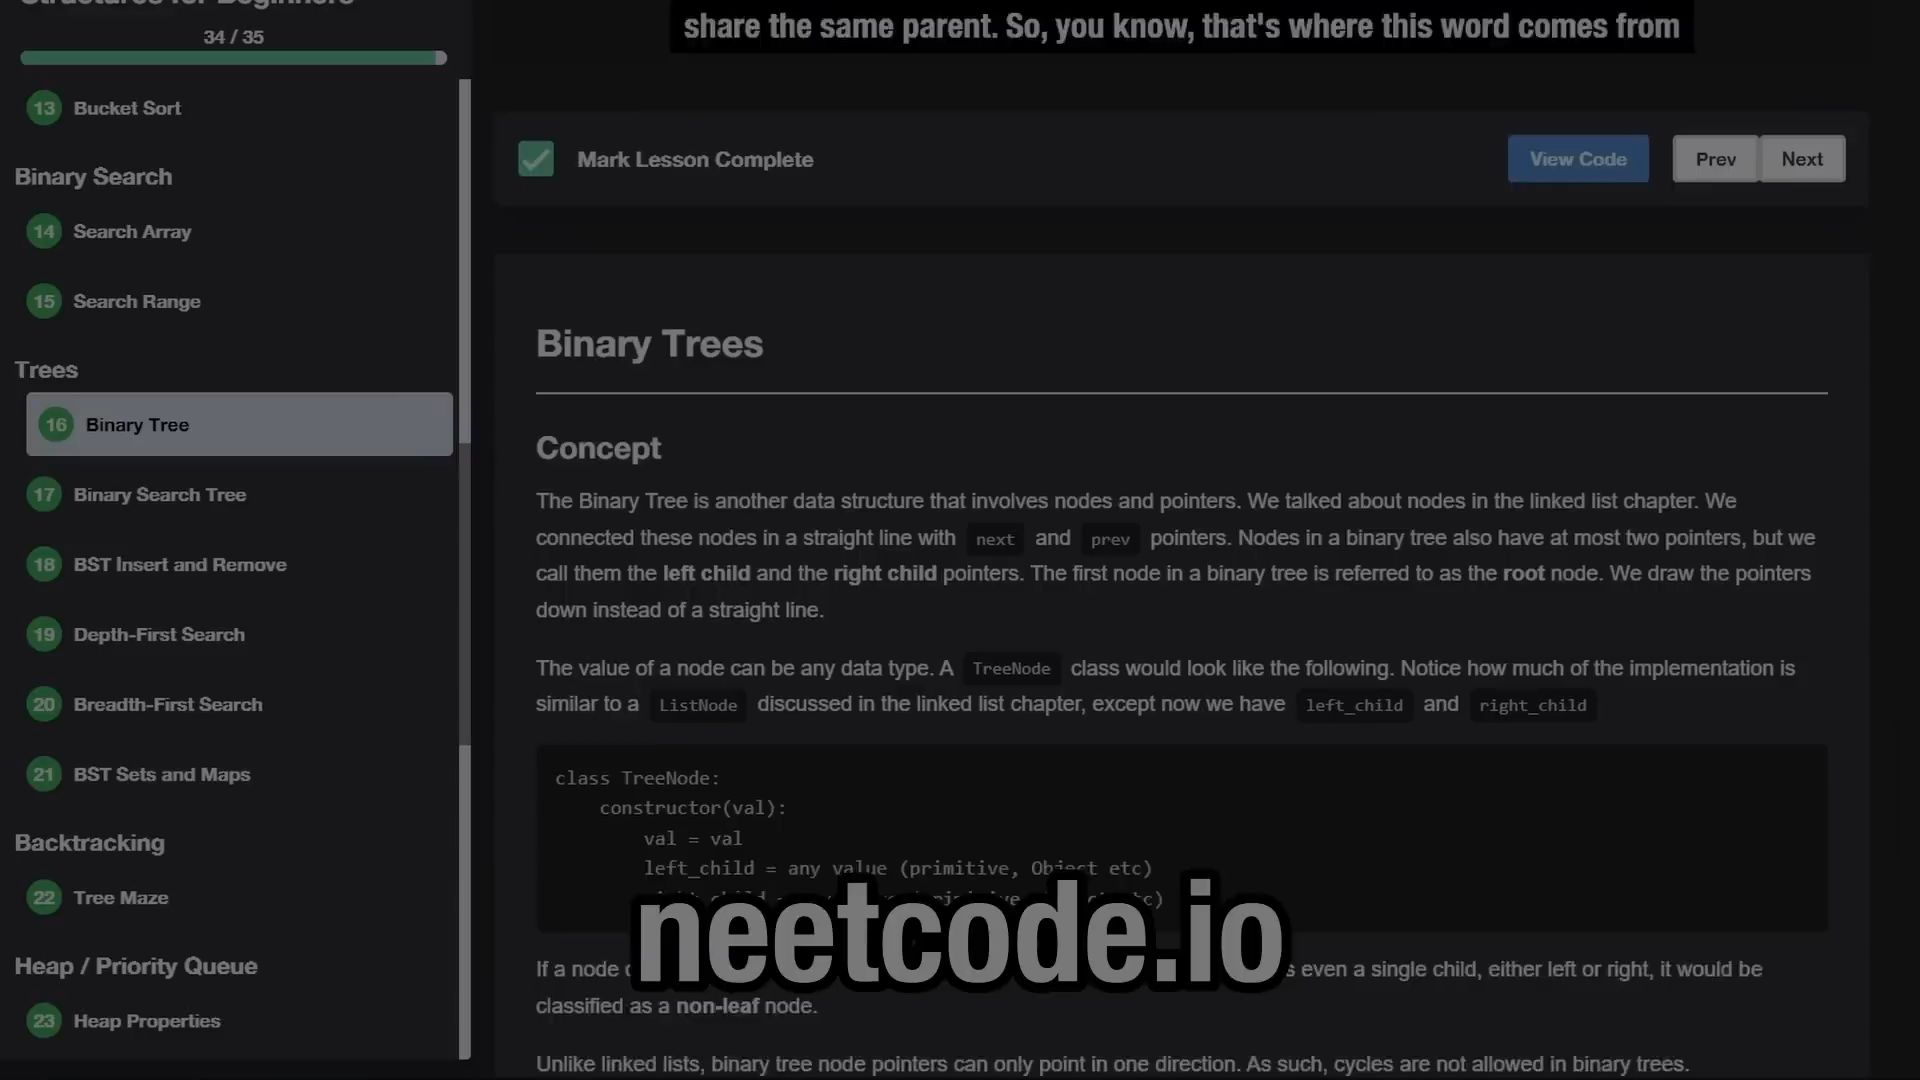 Structures for Beginners
34 / 35
13 Bucket Sort
Binary Search
14 Search Array
15 Search Range
Trees
16 Binary Tree
17 Binary Search Tree
18 BST Insert and Remove
19 Depth-First Search
20 Breadth-First Search
21 BST Sets and Maps
Backtracking
22 Tree Maze
Heap / Priority Queue
23 Heap Properties
share the same parent. So, you know, that's where this word comes from
Mark Lesson Complete
View Code
Prev
Next
Binary Trees
Concept
The Binary Tree is another data structure that involves nodes and pointers. We talked about nodes in the linked list chapter. We
connected these nodes in a straight line with next and prev pointers. Nodes in a binary tree also have at most two pointers, but we
call them the left child and the right child pointers. The first node in a binary tree is referred to as the root node. We draw the pointers
down instead of a straight line.
The value of a node can be any data type. A TreeNode class would look like the following. Notice how much of the implementation is
similar to a ListNode discussed in the linked list chapter, except now we have left_child and right_child
class TreeNode:
constructor(val):
val = val
left_child = any value (primitive, Object etc)
neetcode.io
If a node
even a single child, either left or right, it would be
classified as a non-leaf node.
Unlike linked lists, binary tree node pointers can only point in one direction. As such, cycles are not allowed in binary trees.